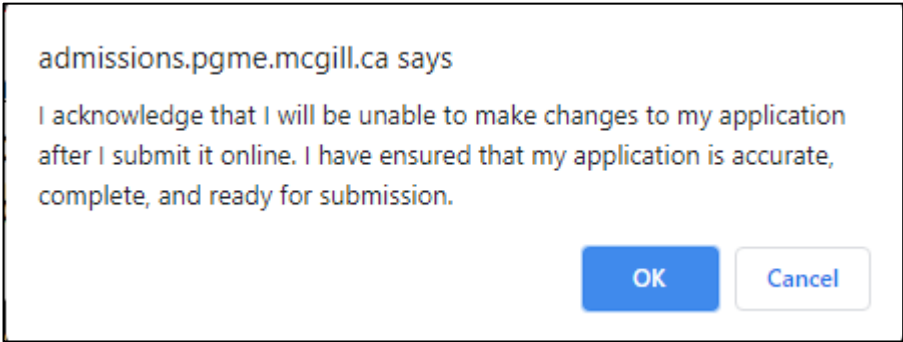 admissions.pgme.mcgill.ca says
I acknowledge that I will be unable to make changes to my application
after I submit it online. I have ensured that my application is accurate,
complete, and ready for submission.
OK
Cancel